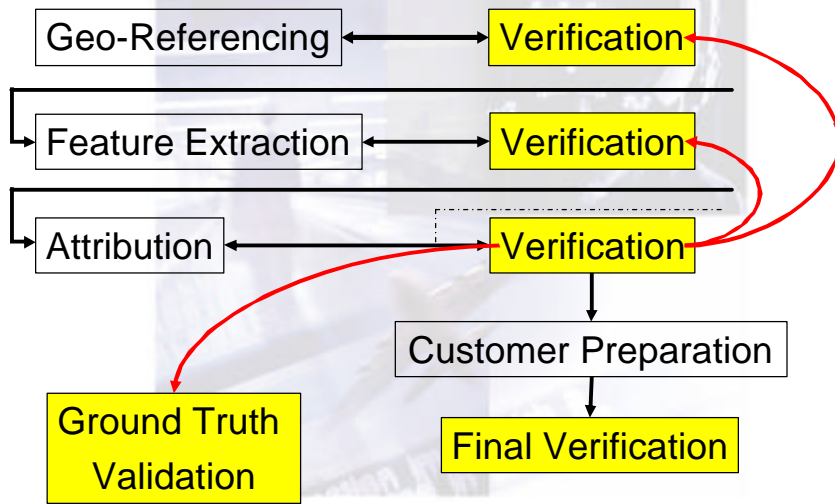 Geo-Referencing
Verification
Feature Extraction
Verification
Attribution
Verification
Customer Preparation
Ground Truth
Validation
Final Verification